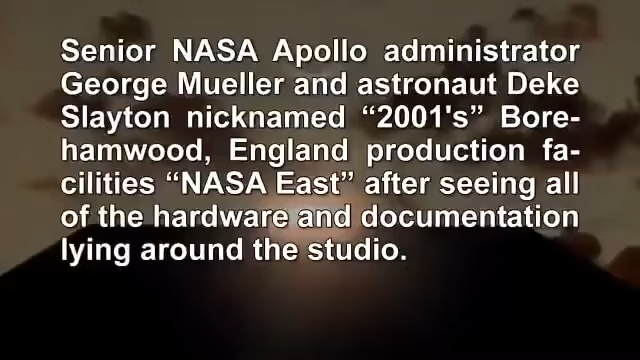 Senior NASA Apollo administrator
George Mueller and astronaut Deke
Slayton nicknamed “2001's” Bore-
hamwood, England production fa-
cilities “NASA East” after seeing all
of the hardware and documentation
lying around the studio.